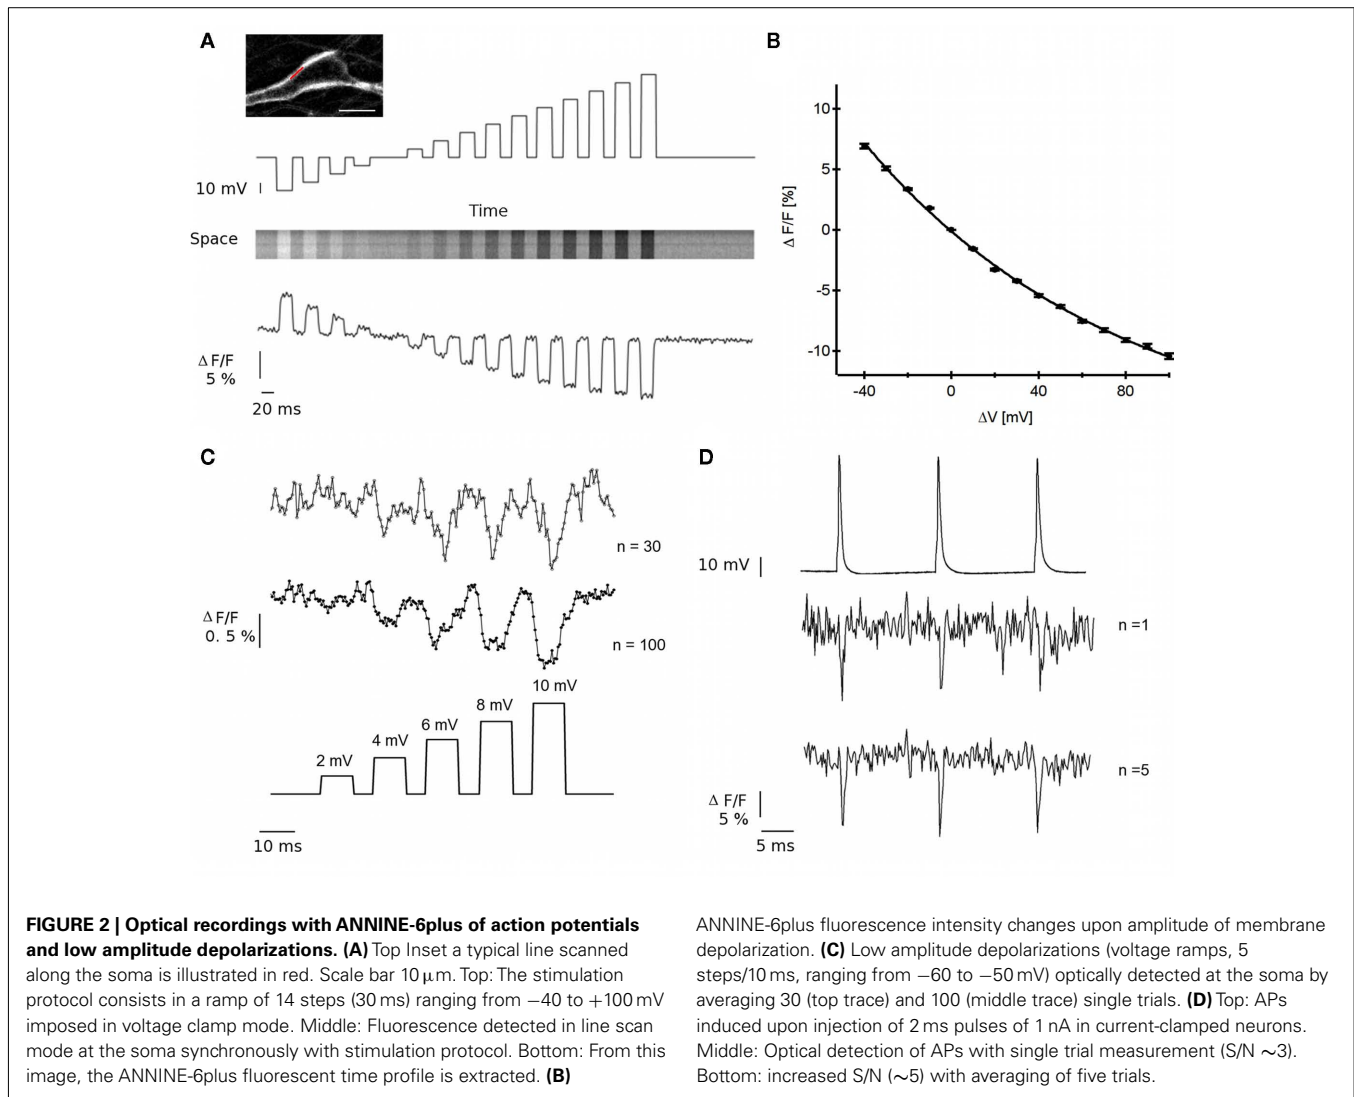 A
10 mV
Time
Space
Δ F/F
5 %
20 ms
B
Δ F/F [%]
10
5
0
-5
-10
-40
0
40
80
ΔV [mV]
C
n = 30
Δ F/F
0. 5 %
n = 100
2 mV
4 mV
6 mV
8 mV
10 mV
10 ms
D
10 mV
n =1
n =5
Δ F/F
5 %
5 ms
FIGURE 2 | Optical recordings with ANNINE-6plus of action potentials
and low amplitude depolarizations. (A) Top Inset a typical line scanned
along the soma is illustrated in red. Scale bar 10 μm. Top: The stimulation
protocol consists in a ramp of 14 steps (30 ms) ranging from −40 to +100 mV
imposed in voltage clamp mode. Middle: Fluorescence detected in line scan
mode at the soma synchronously with stimulation protocol. Bottom: From this
image, the ANNINE-6plus fluorescent time profile is extracted. (B)
ANNINE-6plus fluorescence intensity changes upon amplitude of membrane
depolarization. (C) Low amplitude depolarizations (voltage ramps, 5
steps/10 ms, ranging from −60 to −50 mV) optically detected at the soma by
averaging 30 (top trace) and 100 (middle trace) single trials. (D) Top: APs
induced upon injection of 2 ms pulses of 1 nA in current-clamped neurons.
Middle: Optical detection of APs with single trial measurement (S/N ∼3).
Bottom: increased S/N (∼5) with averaging of five trials.